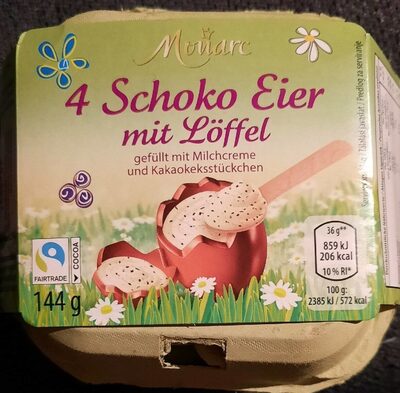 Monarc
4 Schoko Eier
mit Löffel
gefüllt mit Milchcreme
und Kakaokeksstückchen
36 g**
859 kJ
206 kcal
10 % RI*
100 g:
2385 kJ / 572 kcal
FAIRTRADE
COCOA
144 g